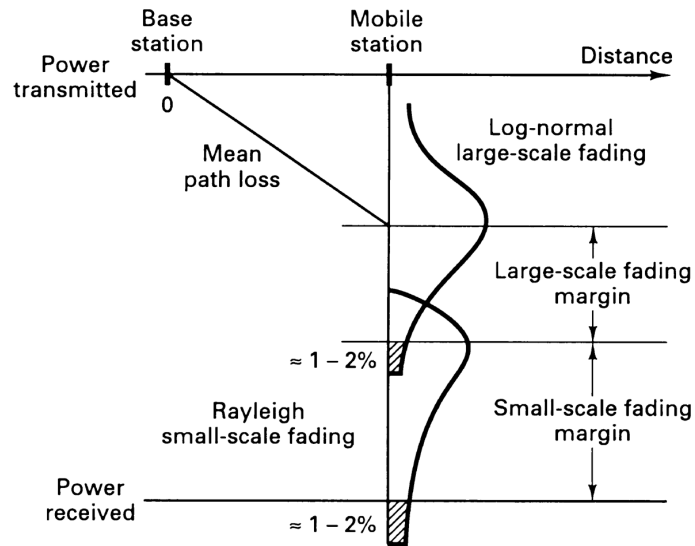 Base
station
Mobile
station
Distance
Power
transmitted
0
Mean
path loss
Log-normal
large-scale fading
Large-scale fading
margin
≈ 1 – 2%
Rayleigh
small-scale fading
Small-scale fading
margin
Power
received
≈ 1 – 2%